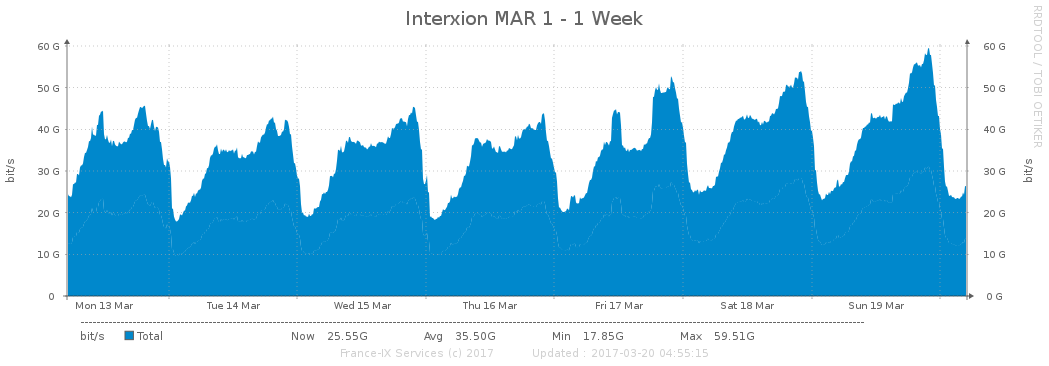 Interxion MAR 1 - 1 Week
RRDTOOL / TOBI OETIKER
60 G 60 G
50 G 50 G
40 G 40 G
30 G 30 G
20 G 20 G
10 G 10 G
0 0 G
bit/s bit/s
Mon 13 Mar Tue 14 Mar Wed 15 Mar Thu 16 Mar Fri 17 Mar Sat 18 Mar Sun 19 Mar
bit/s Total Now 25.55G Avg 35.50G Min 17.85G Max 59.51G
France-IX Services (c) 2017 Updated : 2017-03-20 04:55:15